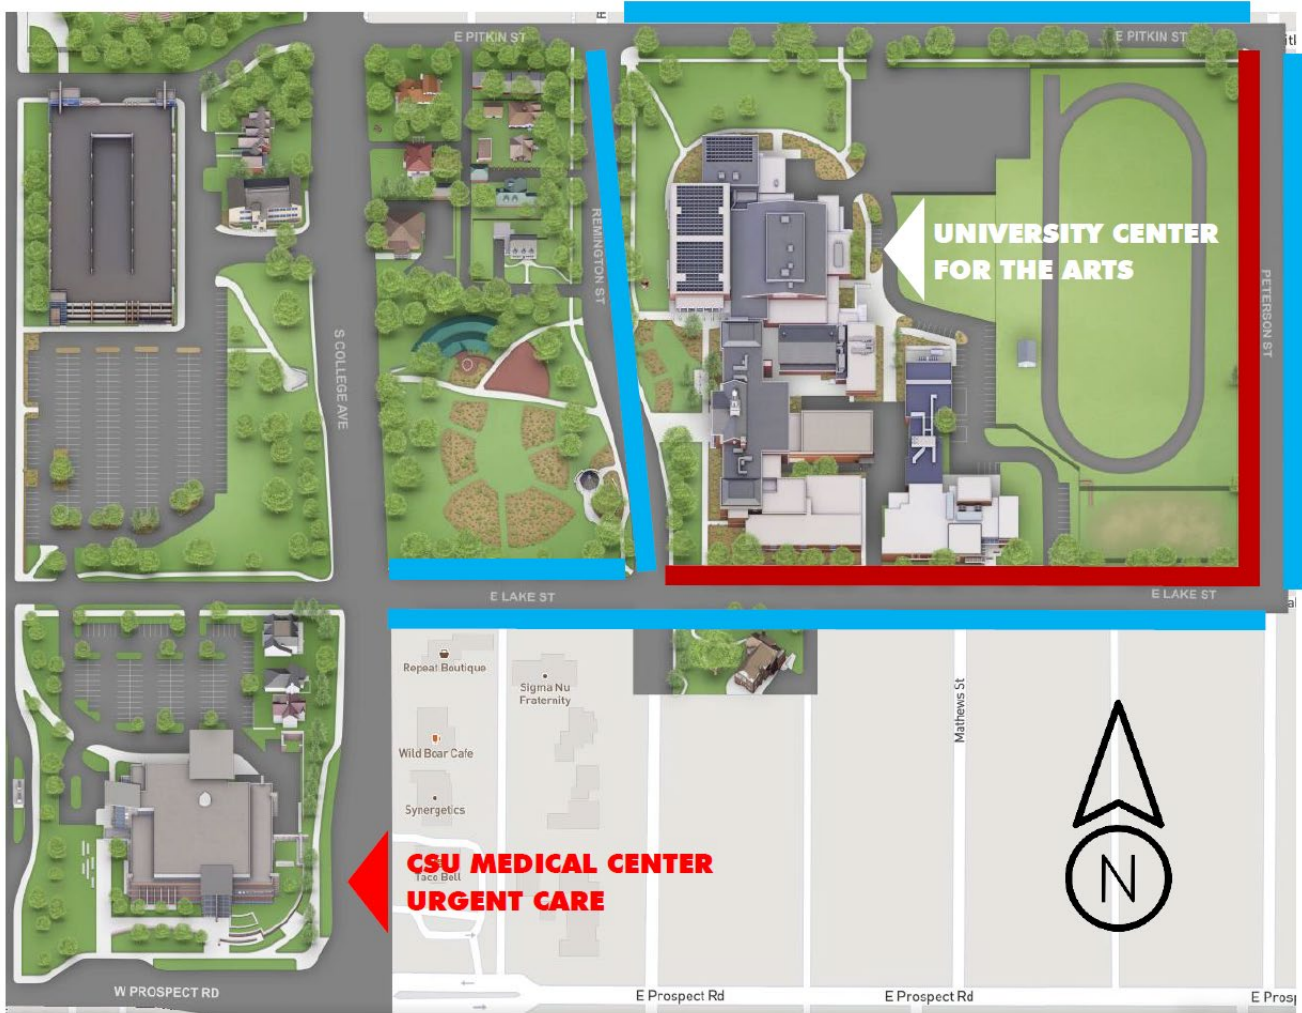 E PITKIN ST
E PITKIN ST
REMINGTON ST
UNIVERSITY CENTER
FOR THE ARTS
PETERSON ST
S COLLEGE AVE
E LAKE ST
E LAKE ST
Repeat Boutique
Sigma Nu
Fraternity
Mathews St
Wild Boar Cafe
Synergetics
CSU MEDICAL CENTER
Taco Bell
URGENT CARE
N
W PROSPECT RD
E Prospect Rd
E Prospect Rd
E Prosp